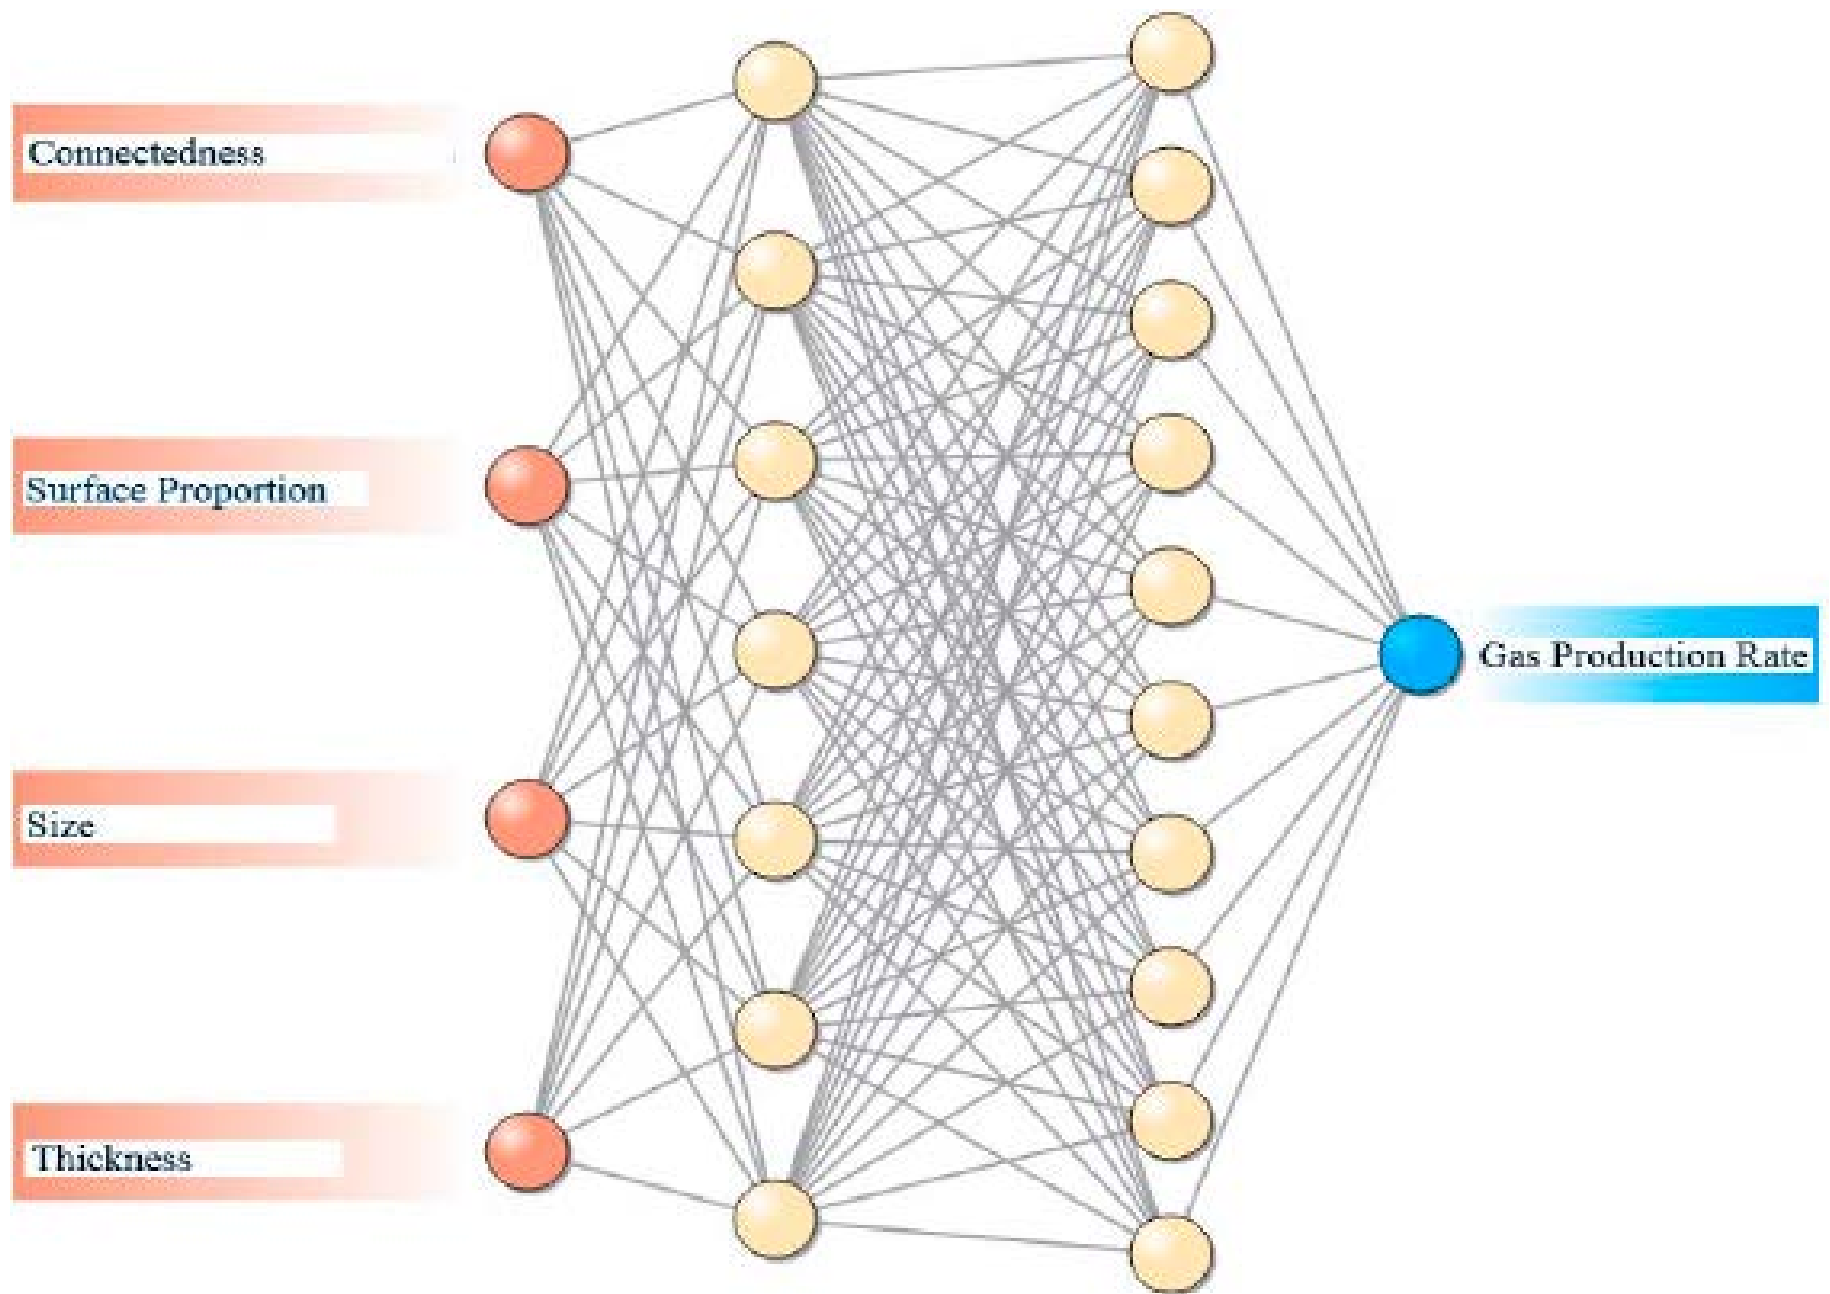 Connectedness
Surface Proportion
Size
Thickness
Gas Production Rate